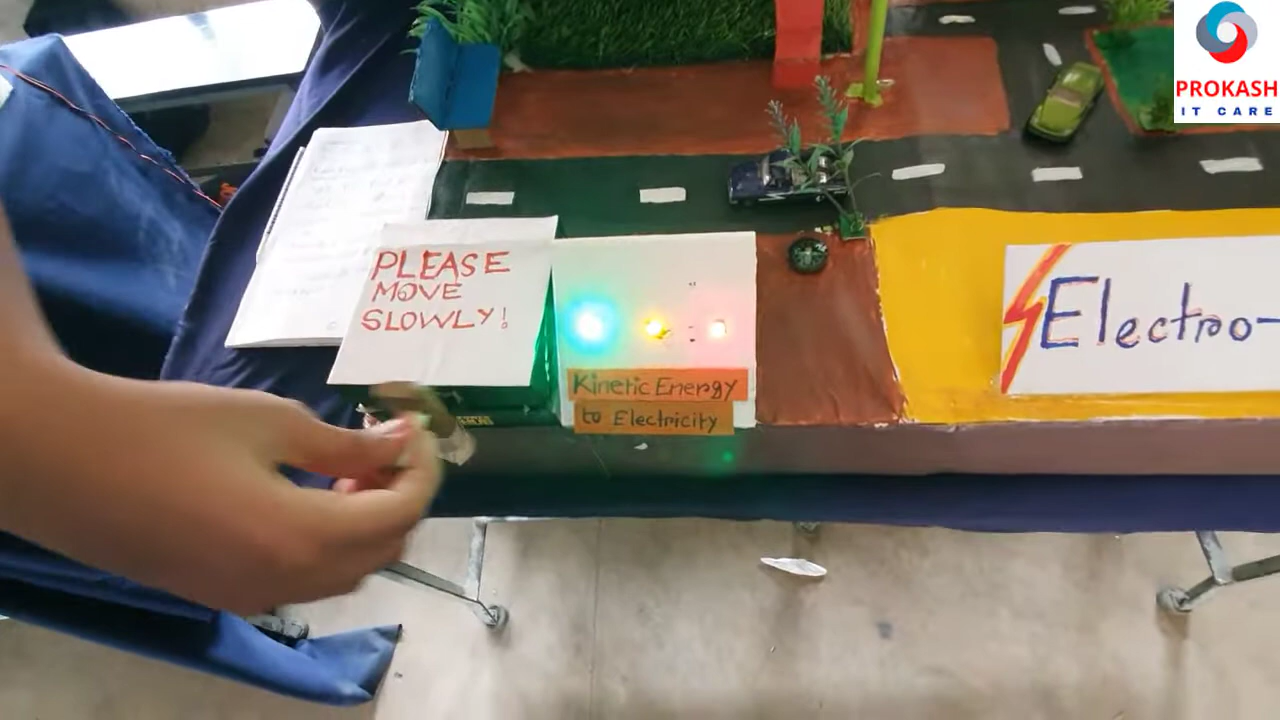 PROKASH
IT CARE
PLEASE
MOVE
SLOWLY!
Electro-
Kinetic Energy
to Electricity